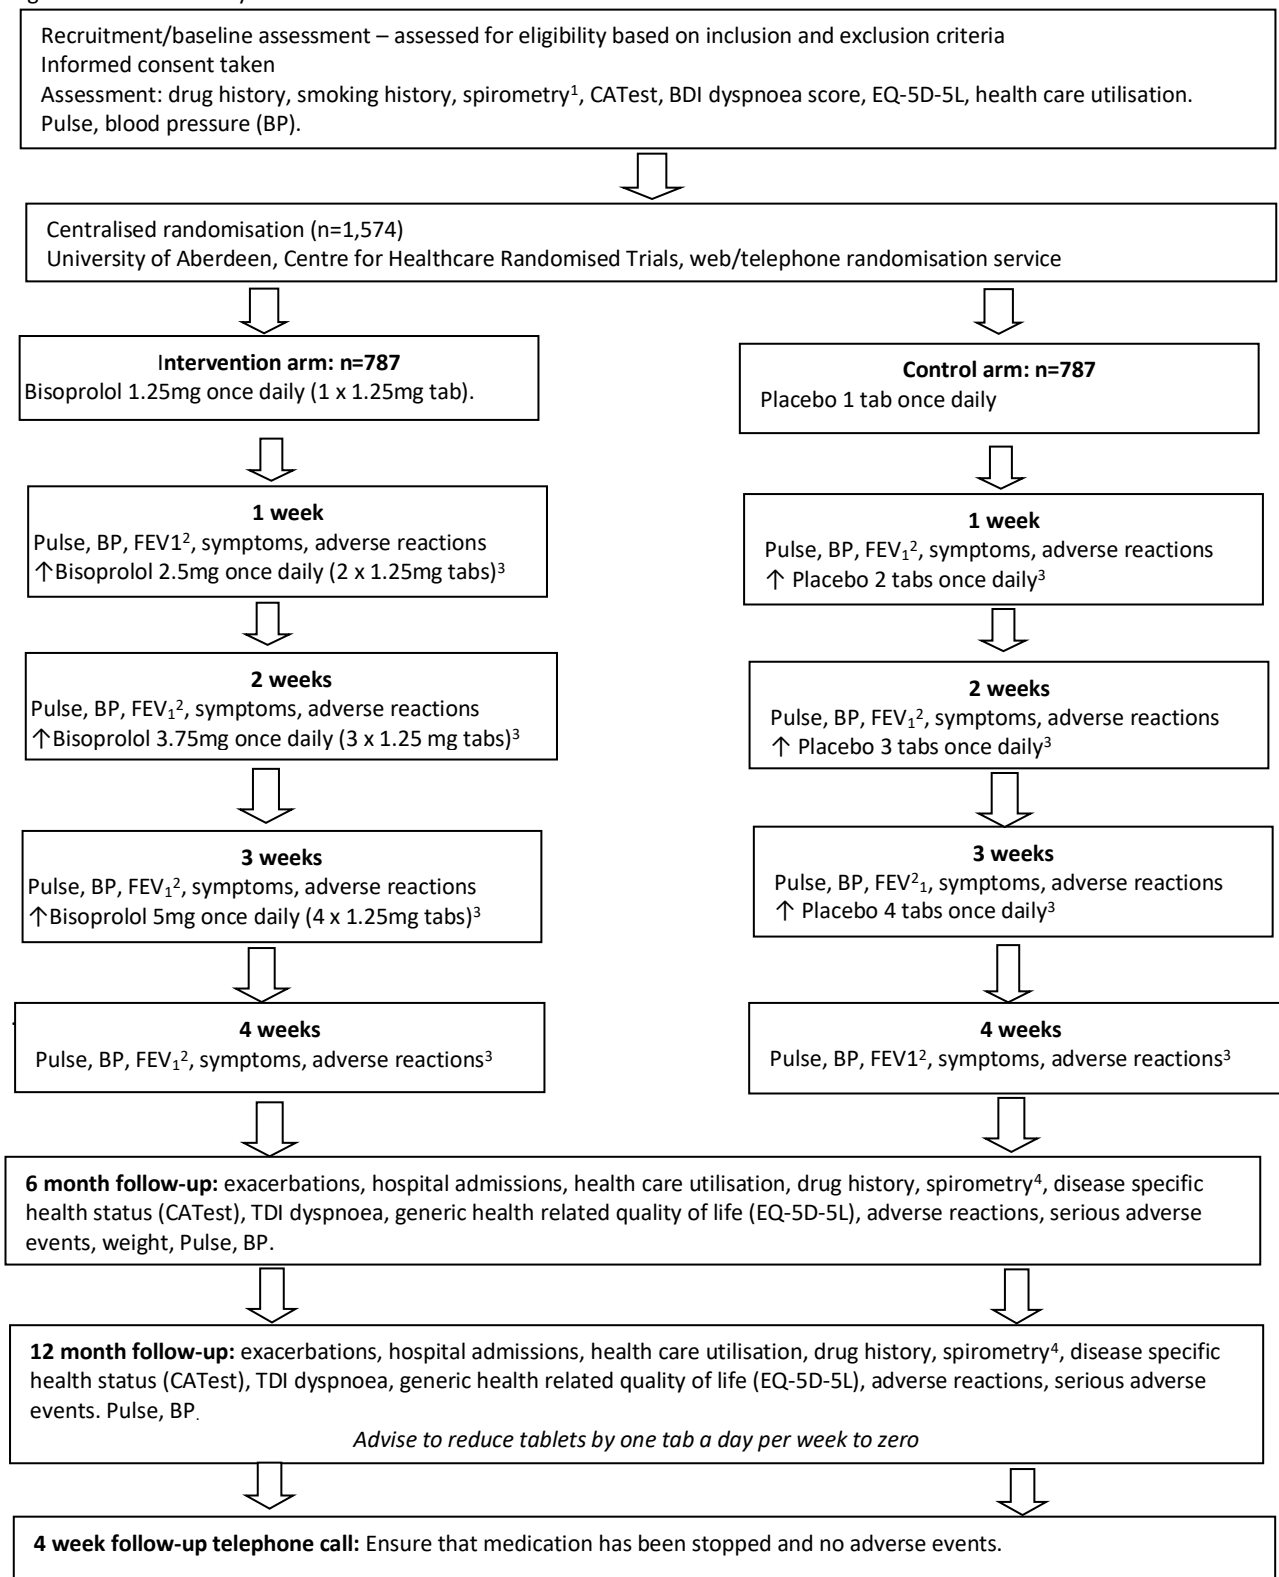 Recruitment/baseline assessment – assessed for eligibility based on inclusion and exclusion criteria
Informed consent taken
Assessment: drug history, smoking history, spirometry¹, CATest, BDI dyspnoea score, EQ-5D-5L, health care utilisation.
Pulse, blood pressure (BP).
Centralised randomisation (n=1,574)
University of Aberdeen, Centre for Healthcare Randomised Trials, web/telephone randomisation service
Intervention arm: n=787
Bisoprolol 1.25mg once daily (1 x 1.25mg tab).
Control arm: n=787
Placebo 1 tab once daily
1 week
Pulse, BP, FEV1², symptoms, adverse reactions
↑Bisoprolol 2.5mg once daily (2 x 1.25mg tabs)³
1 week
Pulse, BP, FEV₁², symptoms, adverse reactions
↑ Placebo 2 tabs once daily³
2 weeks
Pulse, BP, FEV₁², symptoms, adverse reactions
↑Bisoprolol 3.75mg once daily (3 x 1.25 mg tabs)³
2 weeks
Pulse, BP, FEV₁², symptoms, adverse reactions
↑ Placebo 3 tabs once daily³
3 weeks
Pulse, BP, FEV₁², symptoms, adverse reactions
↑Bisoprolol 5mg once daily (4 x 1.25mg tabs)³
3 weeks
Pulse, BP, FEV²₁, symptoms, adverse reactions
↑ Placebo 4 tabs once daily³
4 weeks
Pulse, BP, FEV₁², symptoms, adverse reactions³
4 weeks
Pulse, BP, FEV1², symptoms, adverse reactions³
6 month follow-up: exacerbations, hospital admissions, health care utilisation, drug history, spirometry⁴, disease specific
health status (CATest), TDI dyspnoea, generic health related quality of life (EQ-5D-5L), adverse reactions, serious adverse
events, weight, Pulse, BP.
12 month follow-up: exacerbations, hospital admissions, health care utilisation, drug history, spirometry⁴, disease specific
health status (CATest), TDI dyspnoea, generic health related quality of life (EQ-5D-5L), adverse reactions, serious adverse
events. Pulse, BP.
Advise to reduce tablets by one tab a day per week to zero
4 week follow-up telephone call: Ensure that medication has been stopped and no adverse events.